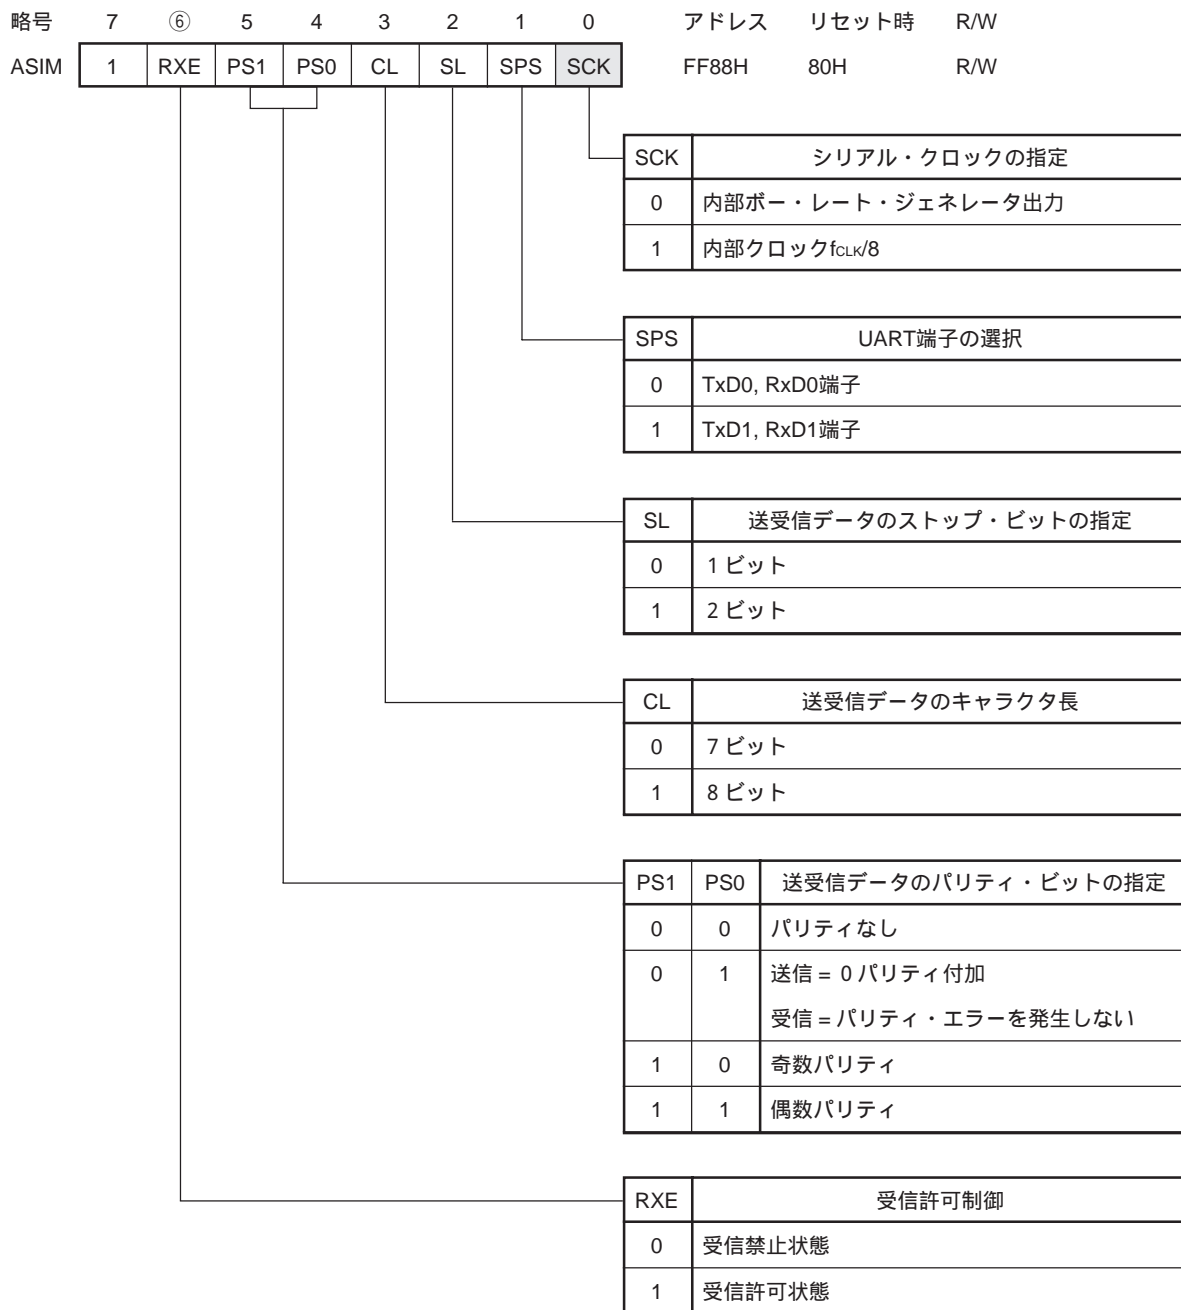 略号 7 ⑥ 5 4 3 2 1 0 アドレス リセット時 R/W
ASIM 1 RXE PS1 PS0 CL SL SPS SCK FF88H 80H R/W
SCK シリアル・クロックの指定
0 内部ボー・レート・ジェネレータ出力
1 内部クロックfCLK/8
SPS UART端子の選択
0 TxD0, RxD0端子
1 TxD1, RxD1端子
SL 送受信データのストップ・ビットの指定
0 1 ビット
1 2 ビット
CL 送受信データのキャラクタ長
0 7 ビット
1 8 ビット
PS1 PS0 送受信データのパリティ・ビットの指定
0 0 パリティなし
0 1 送信 = 0 パリティ付加
受信 = パリティ・エラーを発生しない
1 0 奇数パリティ
1 1 偶数パリティ
RXE 受信許可制御
0 受信禁止状態
1 受信許可状態